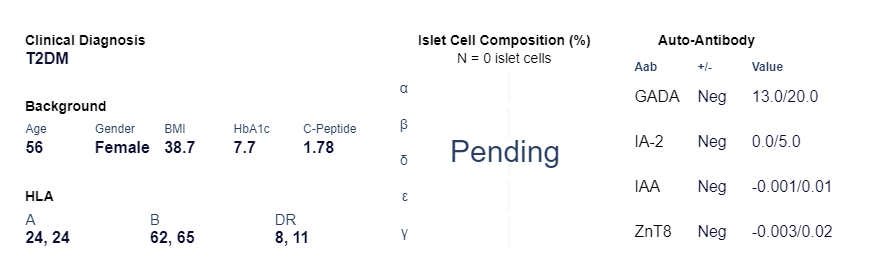 Clinical Diagnosis
T2DM
Background
Age Gender BMI HbA1c C-Peptide
56 Female 38.7 7.7 1.78
HLA
A B DR
24, 24 62, 65 8, 11
Islet Cell Composition (%)
N = 0 islet cells
α
β
δ
ε
γ
Pending
Auto-Antibody
Aab +/- Value
GADA Neg 13.0/20.0
IA-2 Neg 0.0/5.0
IAA Neg -0.001/0.01
ZnT8 Neg -0.003/0.02